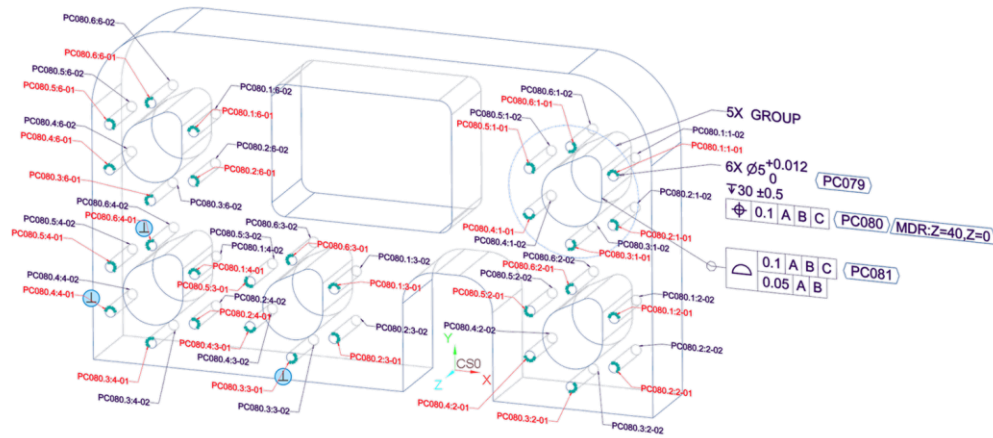 PC080.6:6-02
PC080.6:6-01
PC080.5:6-02
PC080.5:6-01
PC080.4:6-02
PC080.4:6-01
PC080.3:6-01
PC080.1:6-02
PC080.1:6-01
PC080.2:6-02
PC080.2:6-01
PC080.3:6-02
PC080.6:1-02
PC080.6:1-01
PC080.5:1-02
PC080.5:1-01
PC080.1:1-02
PC080.1:1-01
PC080.2:1-02
PC080.2:1-01
PC080.4:1-01
PC080.4:1-02
PC080.3:1-02
PC080.3:1-01
5X GROUP
6X Ø5 +0.012 0
↧30 ±0.5
PC079
⌖ 0.1 A B C
PC080
MDR:Z=40,Z=0
⌓ 0.1 A B C
0.05 A B
PC081
PC080.6:4-02
PC080.6:4-01
PC080.5:4-02
PC080.5:4-01
PC080.4:4-02
PC080.4:4-01
PC080.1:4-02
PC080.1:4-01
PC080.2:4-02
PC080.2:4-01
PC080.3:4-01
PC080.3:4-02
PC080.6:3-02
PC080.6:3-01
PC080.5:3-02
PC080.5:3-01
PC080.1:3-02
PC080.1:3-01
PC080.2:3-02
PC080.2:3-01
PC080.4:3-01
PC080.4:3-02
PC080.3:3-01
PC080.3:3-02
PC080.6:2-02
PC080.6:2-01
PC080.5:2-02
PC080.5:2-01
PC080.1:2-02
PC080.1:2-01
PC080.4:2-02
PC080.4:2-01
PC080.2:2-02
PC080.2:2-01
PC080.3:2-01
PC080.3:2-02
Y
CS0
Z
X